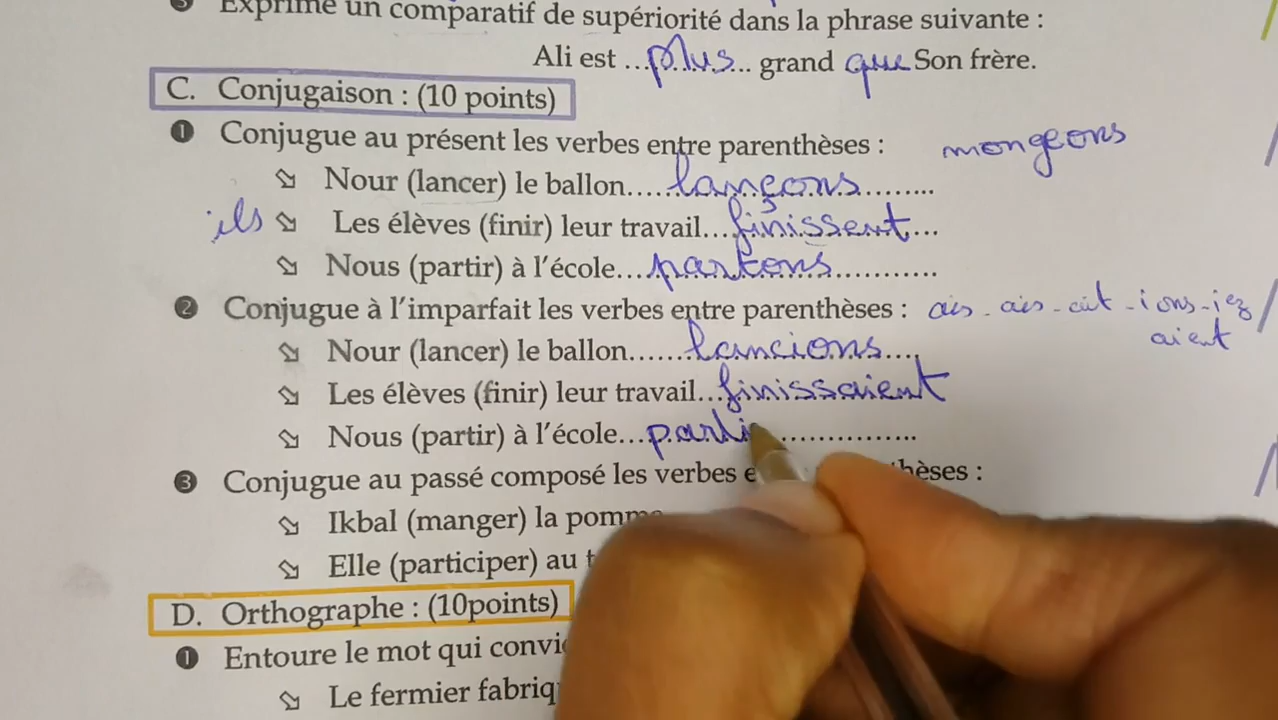 ❸ Exprime un comparatif de supériorité dans la phrase suivante :
Ali est ...plus... grand que Son frère.
C. Conjugaison : (10 points)
❶ Conjugue au présent les verbes entre parenthèses : mongeons
Nour (lancer) le ballon....lançons........
ils Les élèves (finir) leur travail...finissent...
Nous (partir) à l'école...partons............
❷ Conjugue à l'imparfait les verbes entre parenthèses : ais - ais - ait - ions - iez
aient
Nour (lancer) le ballon......lancions....
Les élèves (finir) leur travail...finissaient
Nous (partir) à l'école...parti...............
❸ Conjugue au passé composé les verbes e hèses :
Ikbal (manger) la pomme
Elle (participer) au t
D. Orthographe : (10points)
❶ Entoure le mot qui convi
Le fermier fabriq